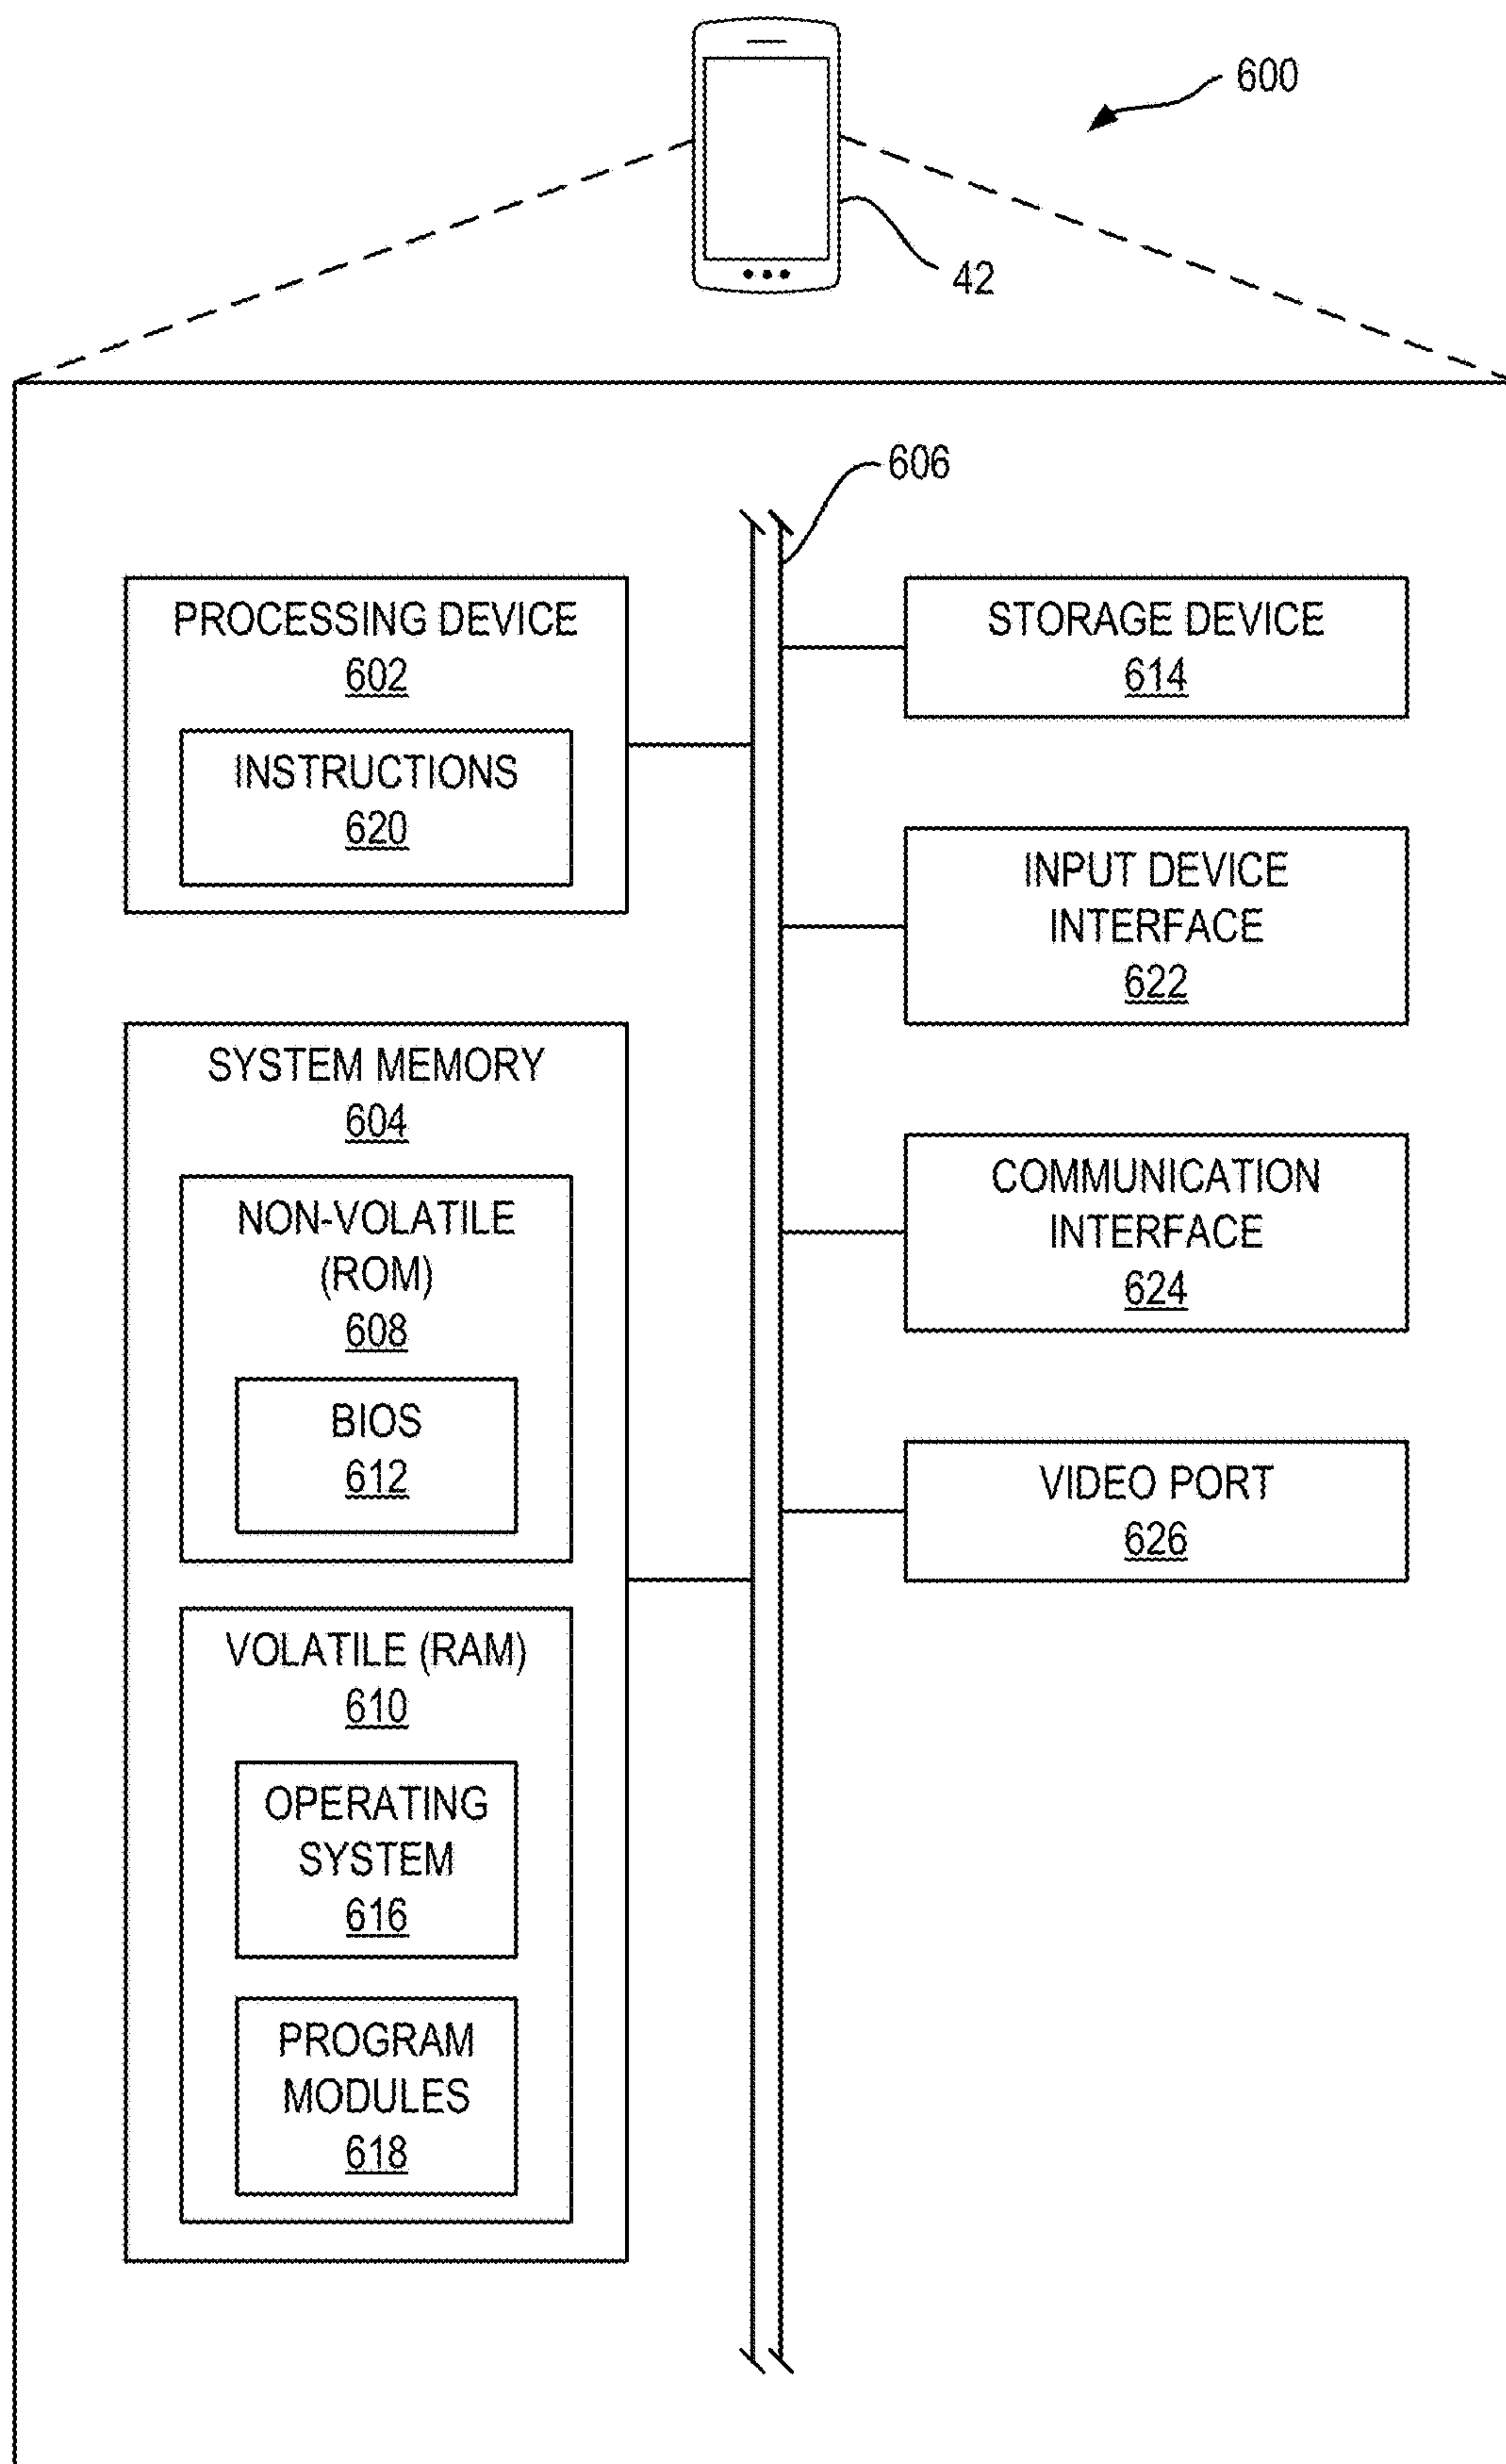 600
42
606
PROCESSING DEVICE
602
INSTRUCTIONS
620
SYSTEM MEMORY
604
NON-VOLATILE
(ROM)
608
BIOS
612
VOLATILE (RAM)
610
OPERATING
SYSTEM
616
PROGRAM
MODULES
618
STORAGE DEVICE
614
INPUT DEVICE
INTERFACE
622
COMMUNICATION
INTERFACE
624
VIDEO PORT
626